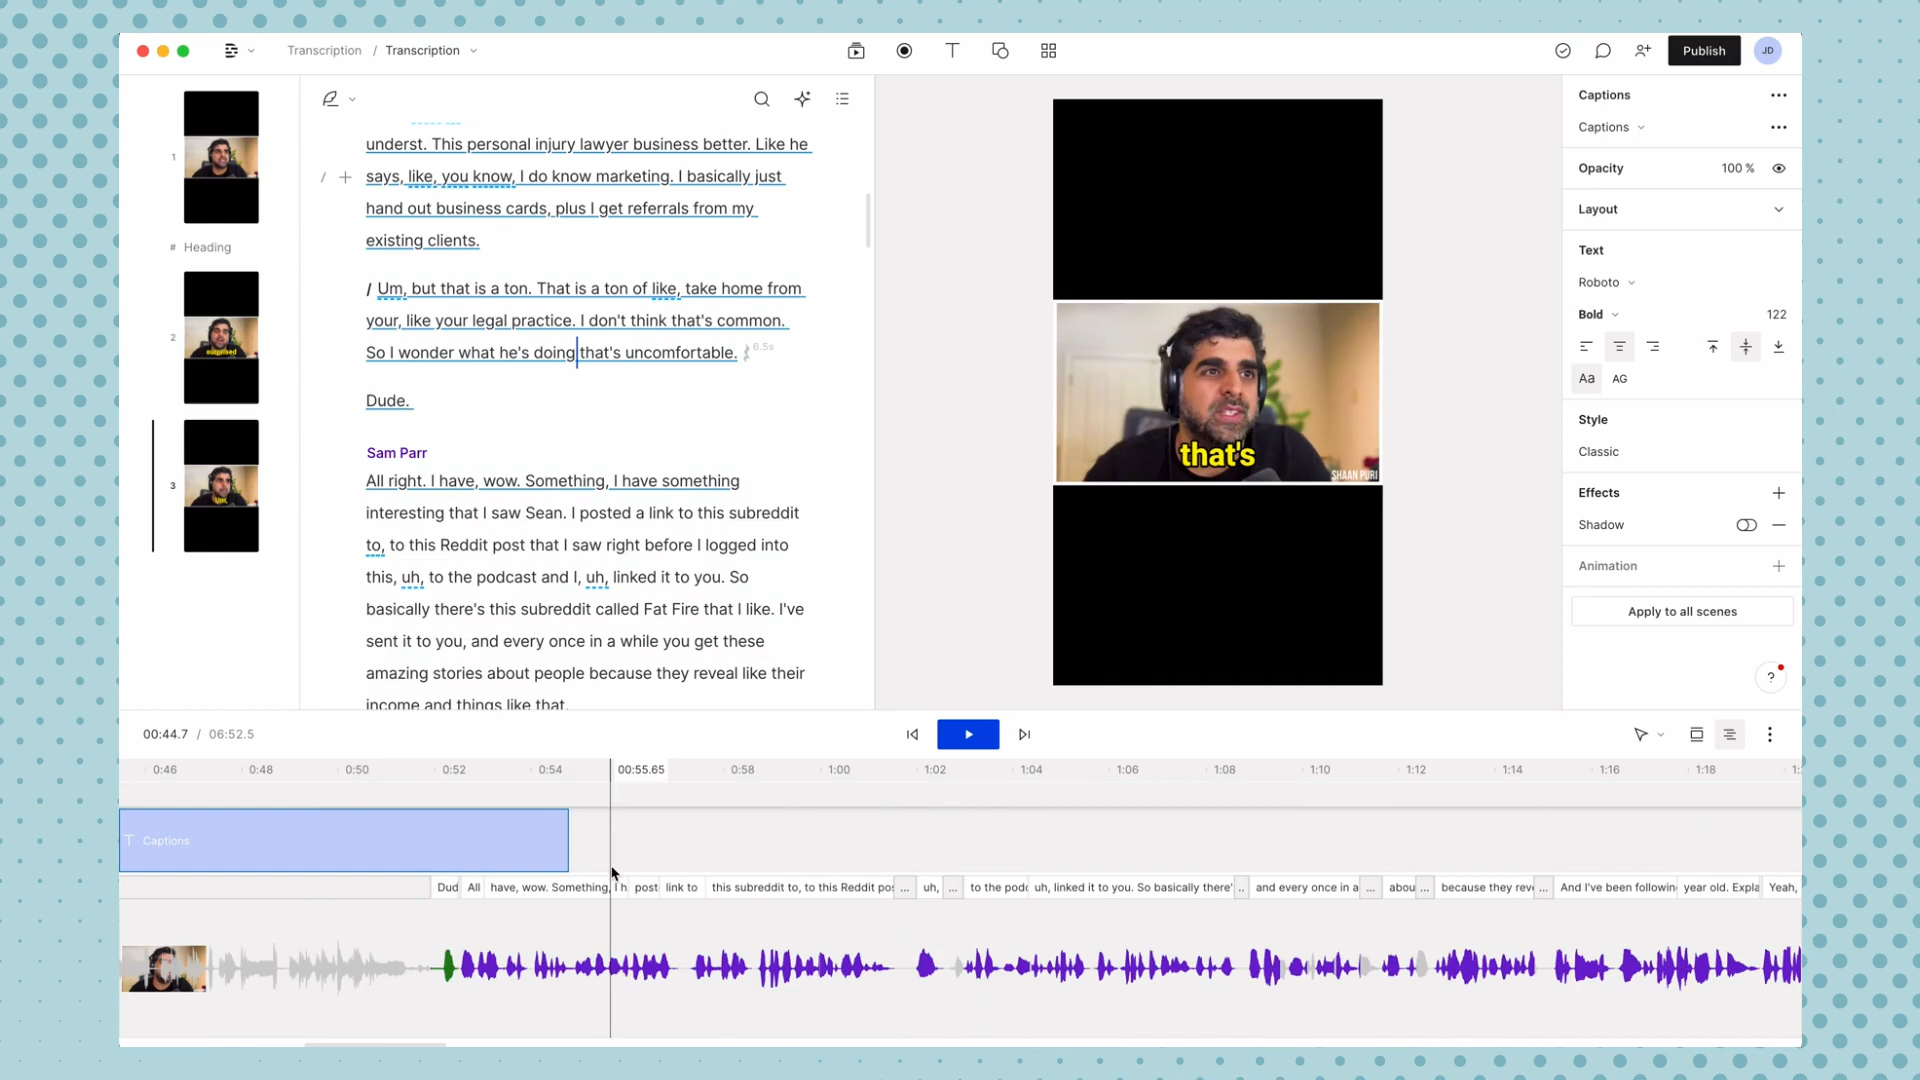 Transcription / Transcription
Publish
JD
1
# Heading
2
surprised
3
Um,
underst. This personal injury lawyer business better. Like he
/ + says, like, you know, I do know marketing. I basically just
hand out business cards, plus I get referrals from my
existing clients.
/ Um, but that is a ton. That is a ton of like, take home from
your, like your legal practice. I don't think that's common.
So I wonder what he's doing that's uncomfortable. 6.5s
Dude.
Sam Parr
All right. I have, wow. Something, I have something
interesting that I saw Sean. I posted a link to this subreddit
to, to this Reddit post that I saw right before I logged into
this, uh, to the podcast and I, uh, linked it to you. So
basically there's this subreddit called Fat Fire that I like. I've
sent it to you, and every once in a while you get these
amazing stories about people because they reveal like their
income and things like that.
that's
SHAAN PURI
Captions
Captions
Opacity 100 %
Layout
Text
Roboto
Bold 122
Aa AG
Style
Classic
Effects
Shadow
Animation
Apply to all scenes
?
00:44.7 / 06:52.5
0:46 0:48 0:50 0:52 0:54 00:55.65 0:58 1:00 1:02 1:04 1:06 1:08 1:10 1:12 1:14 1:16 1:18 1:
T Captions
Dud All have, wow. Something, I h post link to this subreddit to, to this Reddit pos ... uh, ... to the podc uh, linked it to you. So basically there' .. and every once in a ... abou ... because they reve ... And I've been followin year old. Expla Yeah,